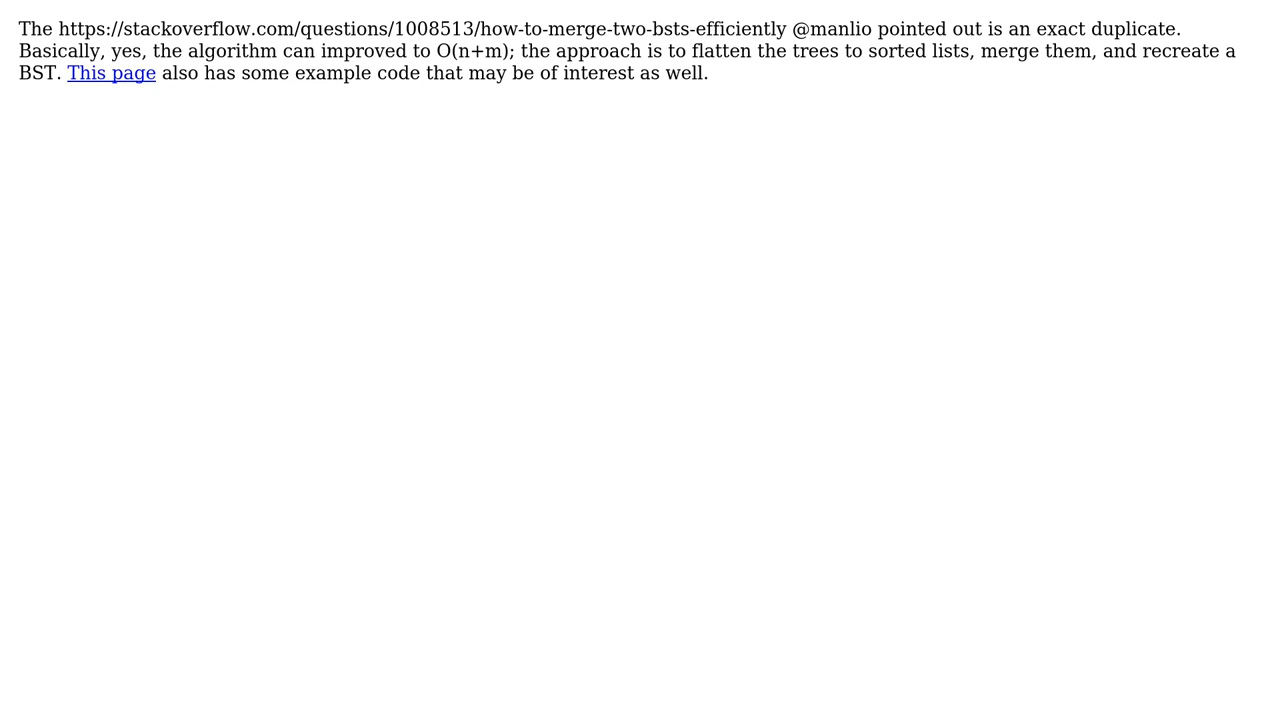 The https://stackoverflow.com/questions/1008513/how-to-merge-two-bsts-efficiently @manlio pointed out is an exact duplicate.
Basically, yes, the algorithm can improved to O(n+m); the approach is to flatten the trees to sorted lists, merge them, and recreate a
BST. This page also has some example code that may be of interest as well.